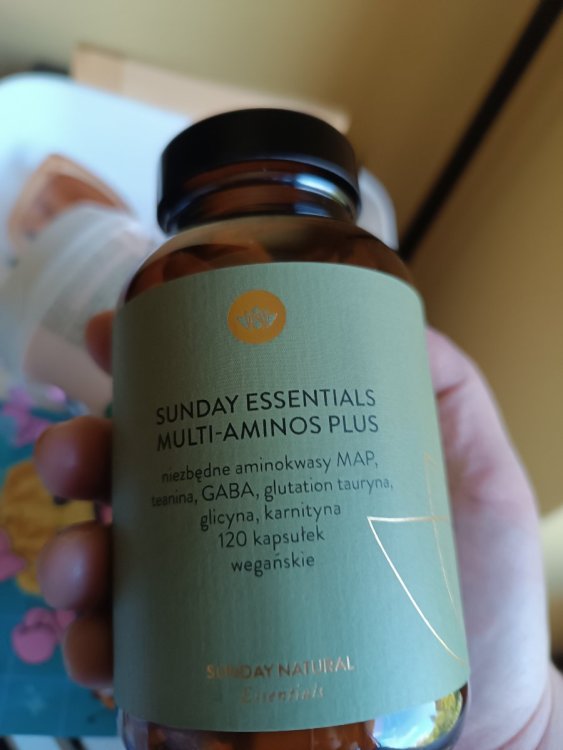 SUNDAY ESSENTIALS
MULTI-AMINOS PLUS
niezbędne aminokwasy MAP,
teanina, GABA, glutation tauryna,
glicyna, karnityna
120 kapsułek
wegańskie
SUNDAY NATURAL
Essentials